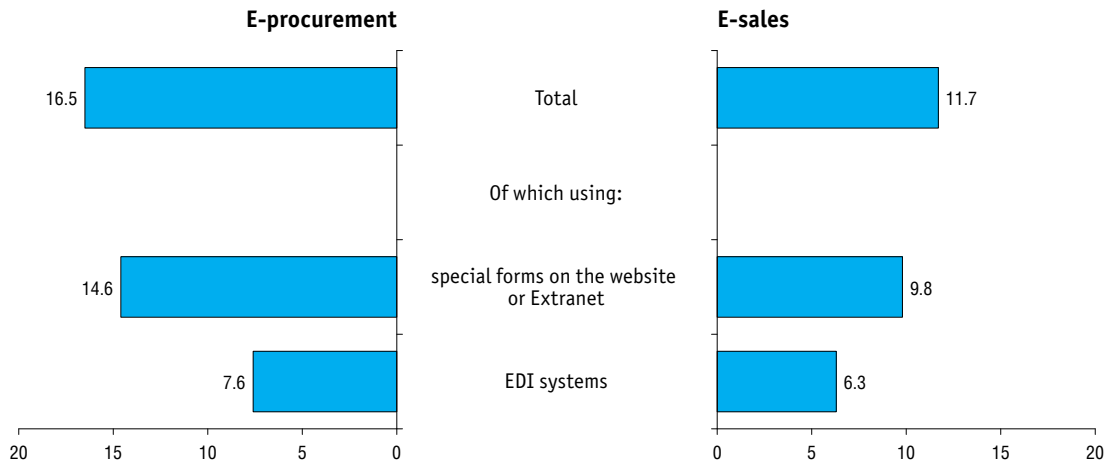 E-procurement
E-sales
16.5
Total
11.7
Of which using:
14.6
special forms on the website
or Extranet
9.8
7.6
EDI systems
6.3
20 15 10 5 0
0 5 10 15 20